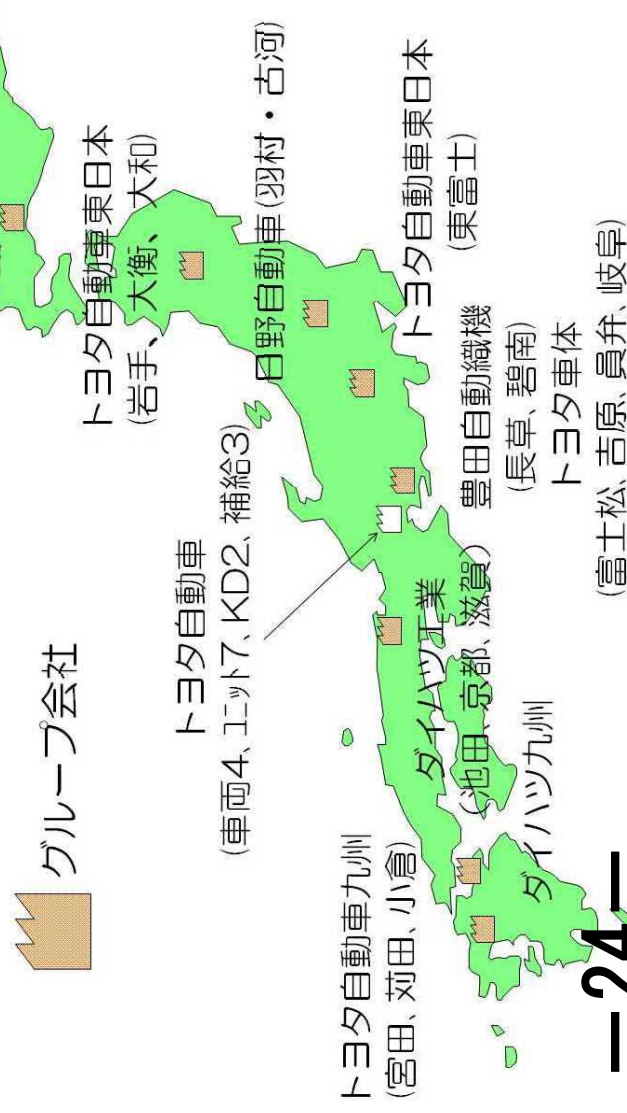 グループ会社
トヨタ自動車東日本
(岩手、大衡、大和)
日野自動車(羽村・古河)
トヨタ自動車
(車両4、ユニット7、KD2、補給3)
トヨタ自動車東日本
(東富士)
豊田自動織機
(長草、碧南)
トヨタ車体
(富士松、吉原、員弁、岐阜)
ダイハツ工業
(池田、京都、滋賀)
トヨタ自動車九州
(宮田、苅田、小倉)
ダイハツ九州
—24—